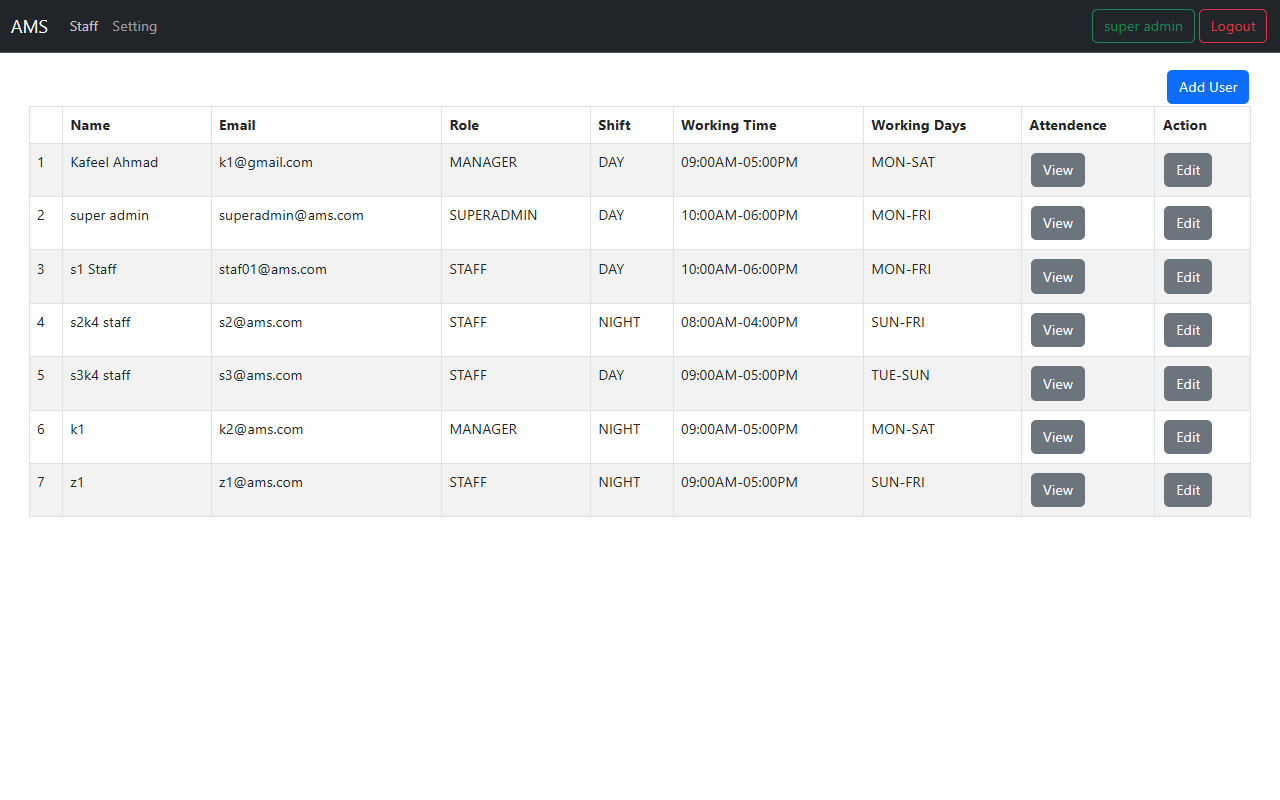 AMS Staff Setting super admin Logout
Add User
Name Email Role Shift Working Time Working Days Attendence Action
1 Kafeel Ahmad k1@gmail.com MANAGER DAY 09:00AM-05:00PM MON-SAT View Edit
2 super admin superadmin@ams.com SUPERADMIN DAY 10:00AM-06:00PM MON-FRI View Edit
3 s1 Staff staf01@ams.com STAFF DAY 10:00AM-06:00PM MON-FRI View Edit
4 s2k4 staff s2@ams.com STAFF NIGHT 08:00AM-04:00PM SUN-FRI View Edit
5 s3k4 staff s3@ams.com STAFF DAY 09:00AM-05:00PM TUE-SUN View Edit
6 k1 k2@ams.com MANAGER NIGHT 09:00AM-05:00PM MON-SAT View Edit
7 z1 z1@ams.com STAFF NIGHT 09:00AM-05:00PM SUN-FRI View Edit